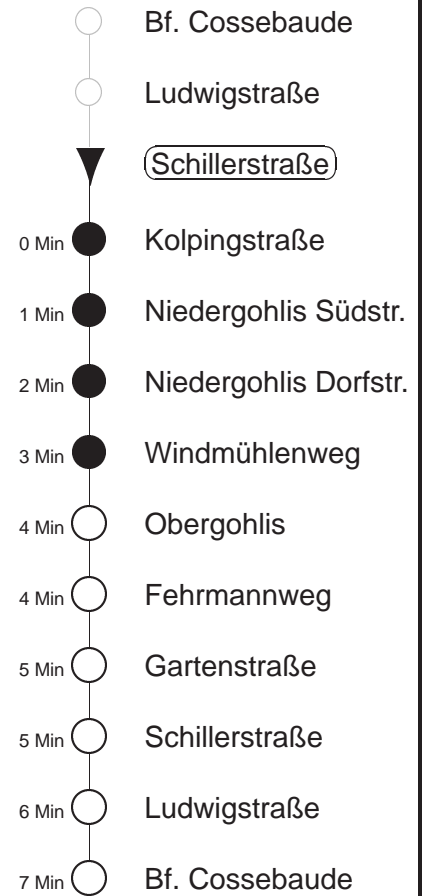 Bf. Cossebaude
Ludwigstraße
Schillerstraße
0 Min Kolpingstraße
1 Min Niedergohlis Südstr.
2 Min Niedergohlis Dorfstr.
3 Min Windmühlenweg
4 Min Obergohlis
4 Min Fehrmannweg
5 Min Gartenstraße
5 Min Schillerstraße
6 Min Ludwigstraße
7 Min Bf. Cossebaude